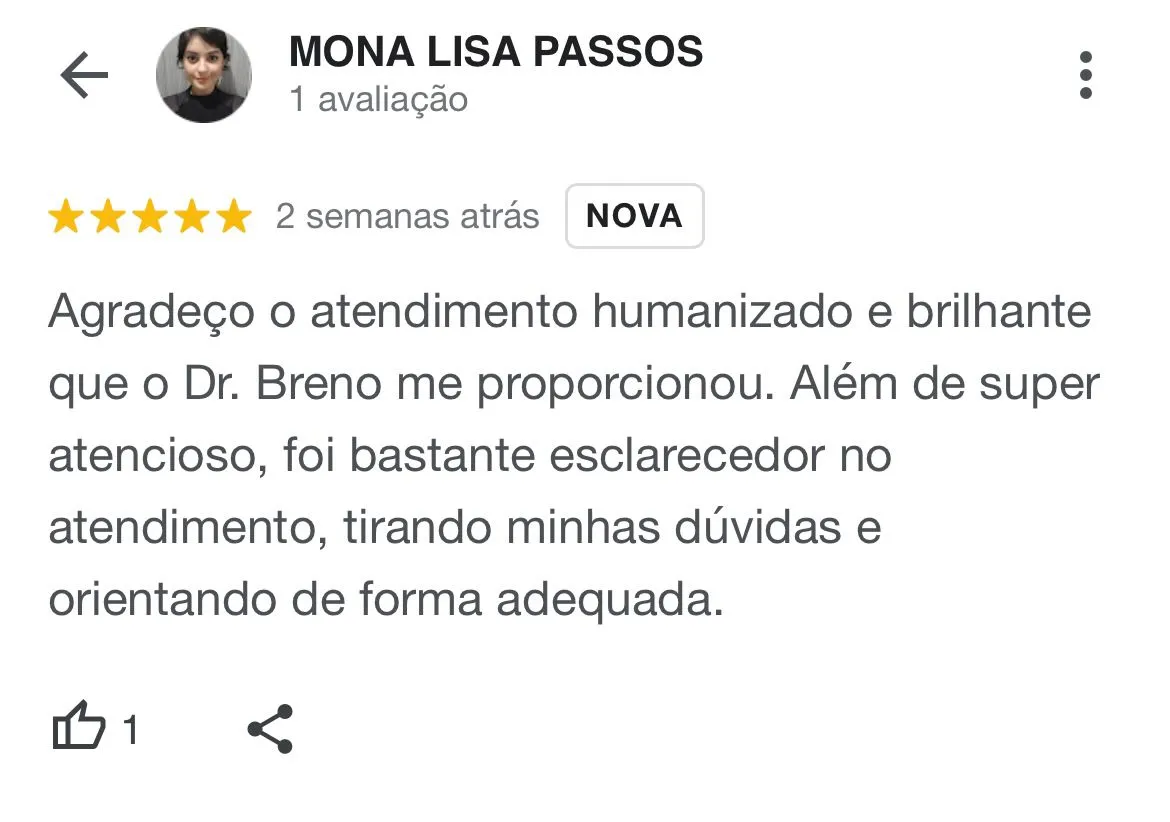 MONA LISA PASSOS
1 avaliação
2 semanas atrás NOVA
Agradeço o atendimento humanizado e brilhante
que o Dr. Breno me proporcionou. Além de super
atencioso, foi bastante esclarecedor no
atendimento, tirando minhas dúvidas e
orientando de forma adequada.
1